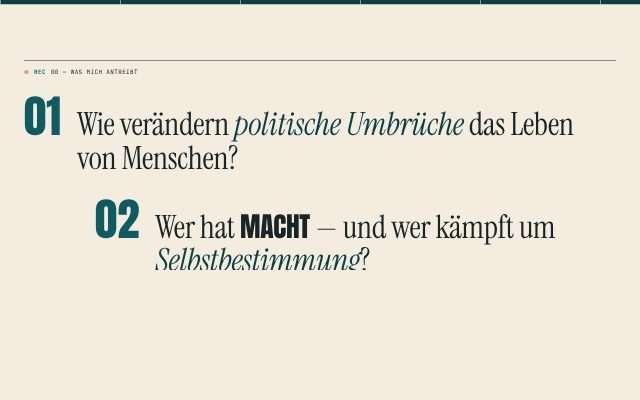 REC 00 — WAS MICH ANTREIBT
01 Wie verändern politische Umbrüche das Leben
von Menschen?
02 Wer hat MACHT — und wer kämpft um
Selbstbestimmung?